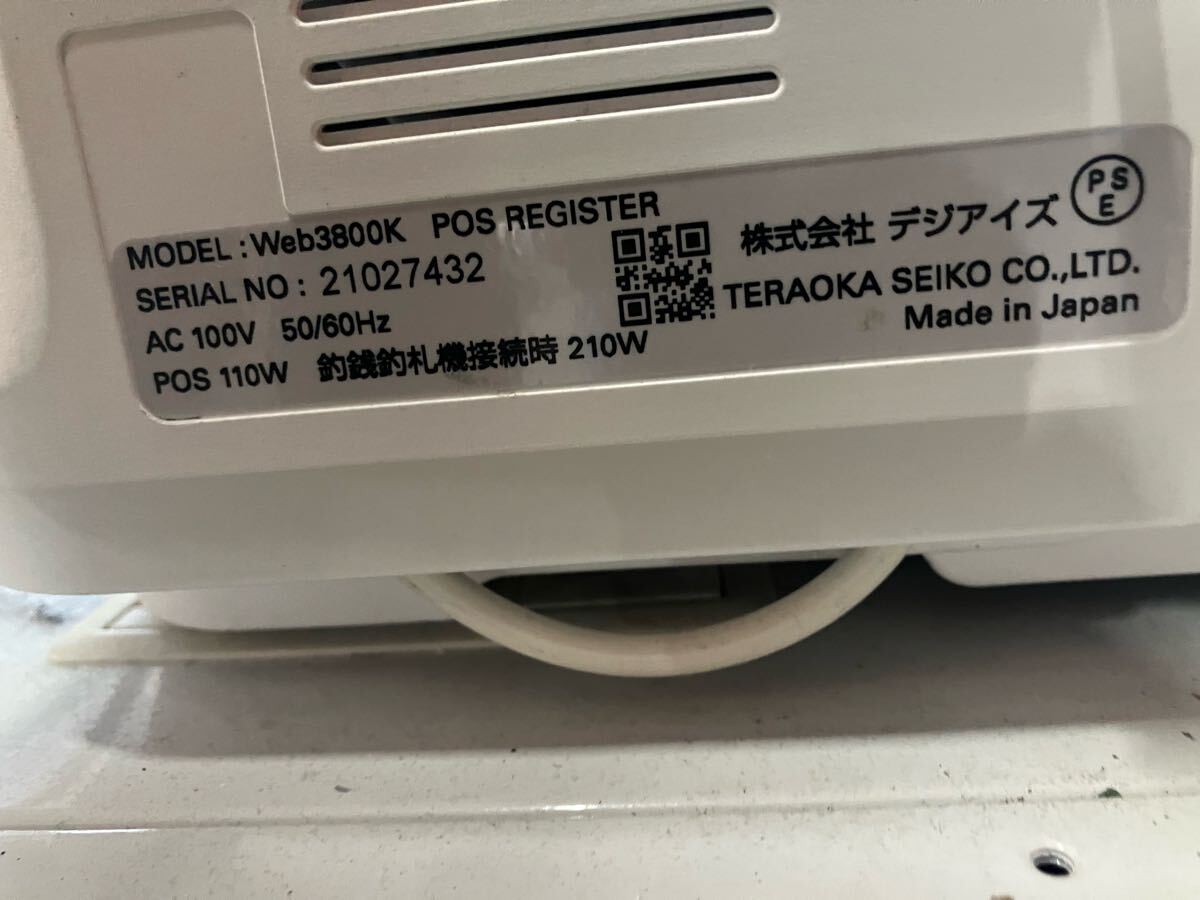 MODEL : Web3800K POS REGISTER
SERIAL NO : 21027432
AC 100V 50/60Hz
POS 110W 釣銭釣札機接続時 210W
株式会社 デジアイズ
PSE
TERAOKA SEIKO CO.,LTD.
Made in Japan